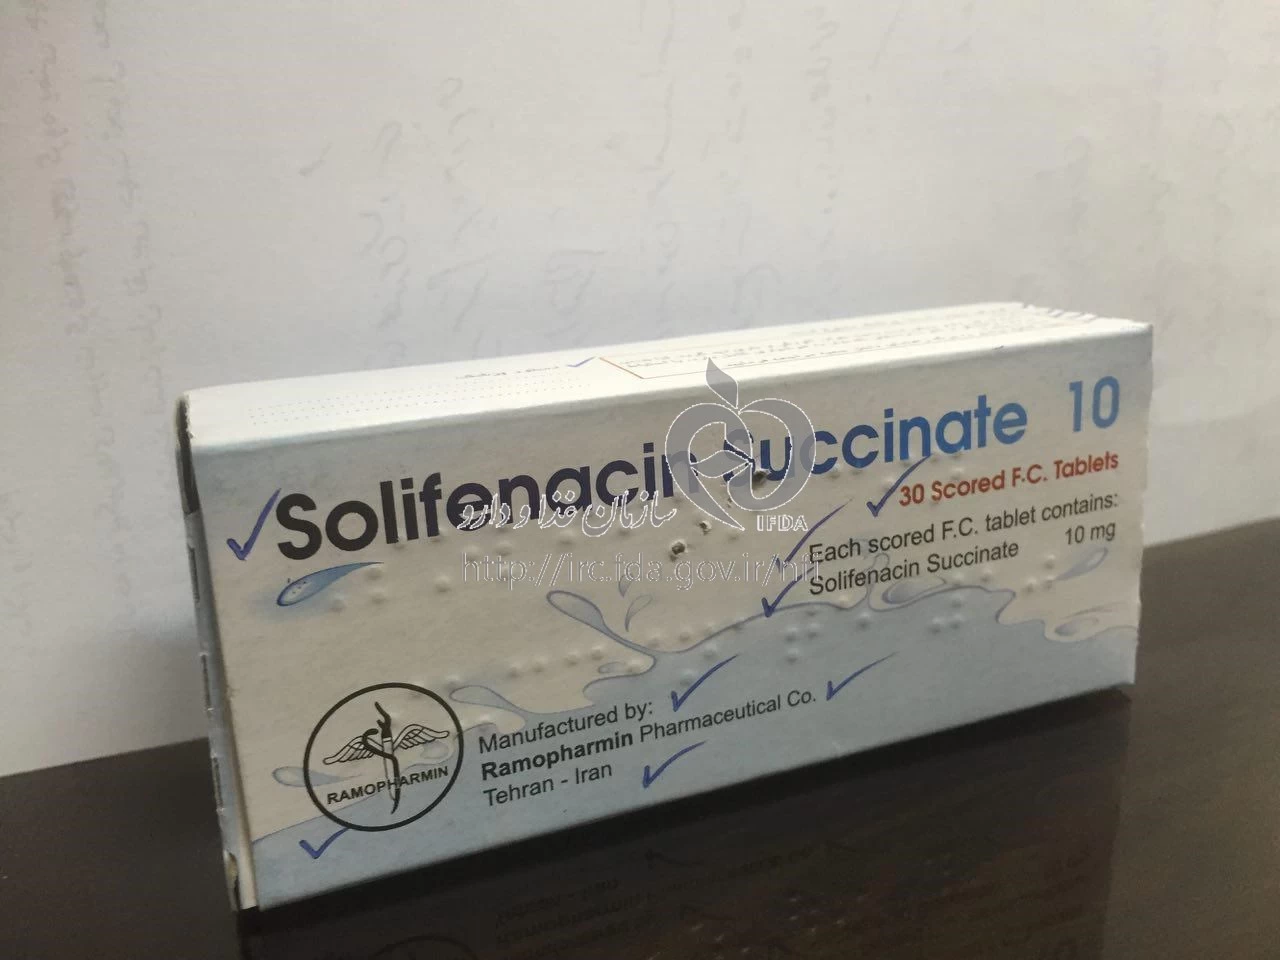 Solifenacin Succinate 10
30 Scored F.C. Tablets
Each scored F.C. tablet contains:
Solifenacin Succinate 10 mg
سازمان غذا و دارو
IFDA
http://irc.fda.gov.ir/nfi
Manufactured by:
Ramopharmin Pharmaceutical Co.
Tehran - Iran
RAMOPHARMIN